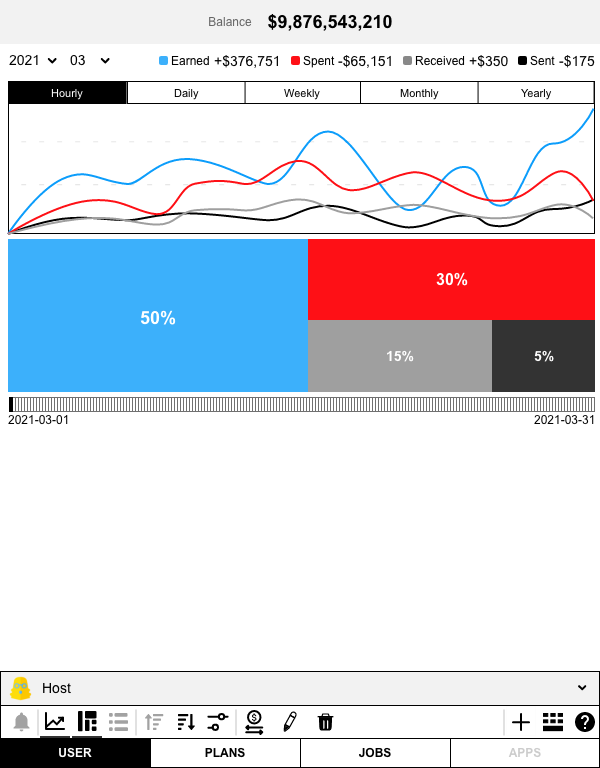 Balance $9,876,543,210
2021 03 Earned +$376,751 Spent -$65,151 Received +$350 Sent -$175
Hourly Daily Weekly Monthly Yearly
50%
30%
15%
5%
2021-03-01 2021-03-31
Host
USER PLANS JOBS APPS